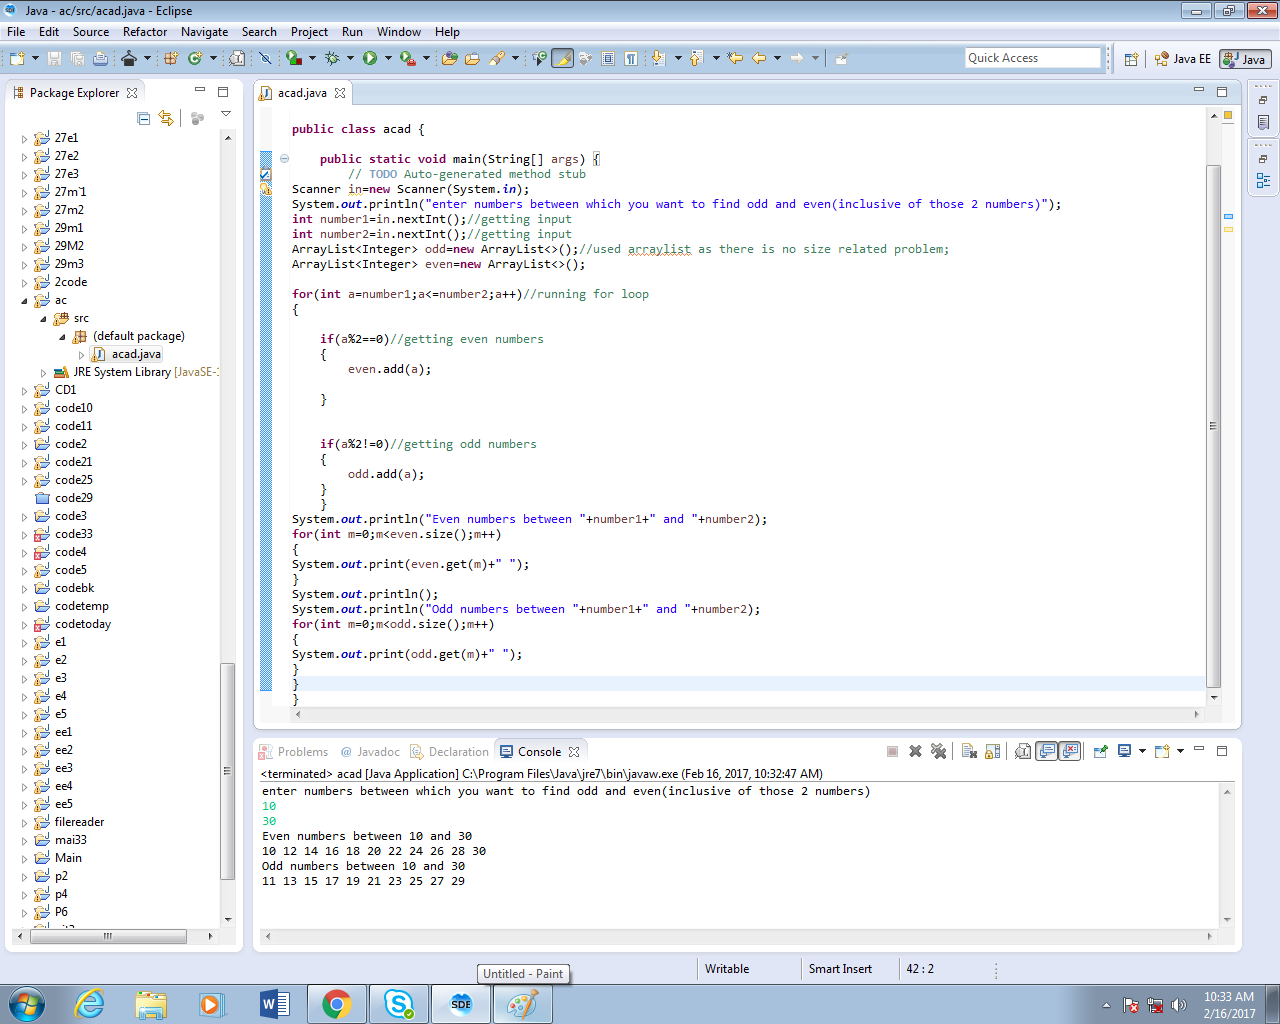 Java - ac/src/acad.java - Eclipse
File Edit Source Refactor Navigate Search Project Run Window Help
Quick Access
Java EE
Java
Package Explorer
27e1
27e2
27e3
27m`1
27m2
29m1
29M2
29m3
2code
ac
src
(default package)
acad.java
JRE System Library [JavaSE-1
CD1
code10
code11
code2
code21
code25
code29
code3
code33
code4
code5
codebk
codetemp
codetoday
e1
e2
e3
e4
e5
ee1
ee2
ee3
ee4
ee5
filereader
mai33
Main
p2
p4
P6
acad.java
public class acad {
public static void main(String[] args) {
// TODO Auto-generated method stub
Scanner in=new Scanner(System.in);
System.out.println("enter numbers between which you want to find odd and even(inclusive of those 2 numbers)");
int number1=in.nextInt();//getting input
int number2=in.nextInt();//getting input
ArrayList<Integer> odd=new ArrayList<>();//used arraylist as there is no size related problem;
ArrayList<Integer> even=new ArrayList<>();
for(int a=number1;a<=number2;a++)//running for loop
{
if(a%2==0)//getting even numbers
{
even.add(a);
}
if(a%2!=0)//getting odd numbers
{
odd.add(a);
}
}
System.out.println("Even numbers between "+number1+" and "+number2);
for(int m=0;m<even.size();m++)
{
System.out.print(even.get(m)+" ");
}
System.out.println();
System.out.println("Odd numbers between "+number1+" and "+number2);
for(int m=0;m<odd.size();m++)
{
System.out.print(odd.get(m)+" ");
}
}
}
Problems @ Javadoc Declaration Console
<terminated> acad [Java Application] C:\Program Files\Java\jre7\bin\javaw.exe (Feb 16, 2017, 10:32:47 AM)
enter numbers between which you want to find odd and even(inclusive of those 2 numbers)
10
30
Even numbers between 10 and 30
10 12 14 16 18 20 22 24 26 28 30
Odd numbers between 10 and 30
11 13 15 17 19 21 23 25 27 29
Writable
Smart Insert
42 : 2
Untitled - Paint
SDE
10:33 AM
2/16/2017